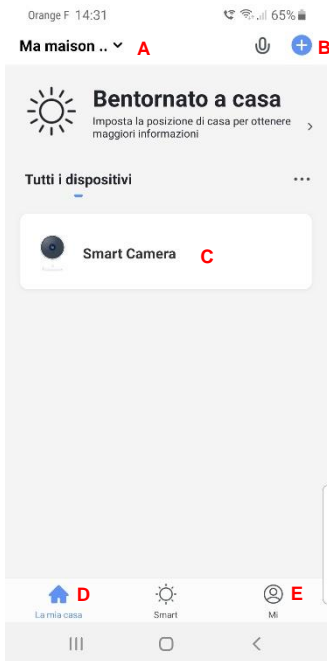 Orange F 14:31 65%
Ma maison .. A B
Bentornato a casa
Imposta la posizione di casa per ottenere
maggiori informazioni
Tutti i dispositivi
Smart Camera C
D E
La mia casa Smart Mi